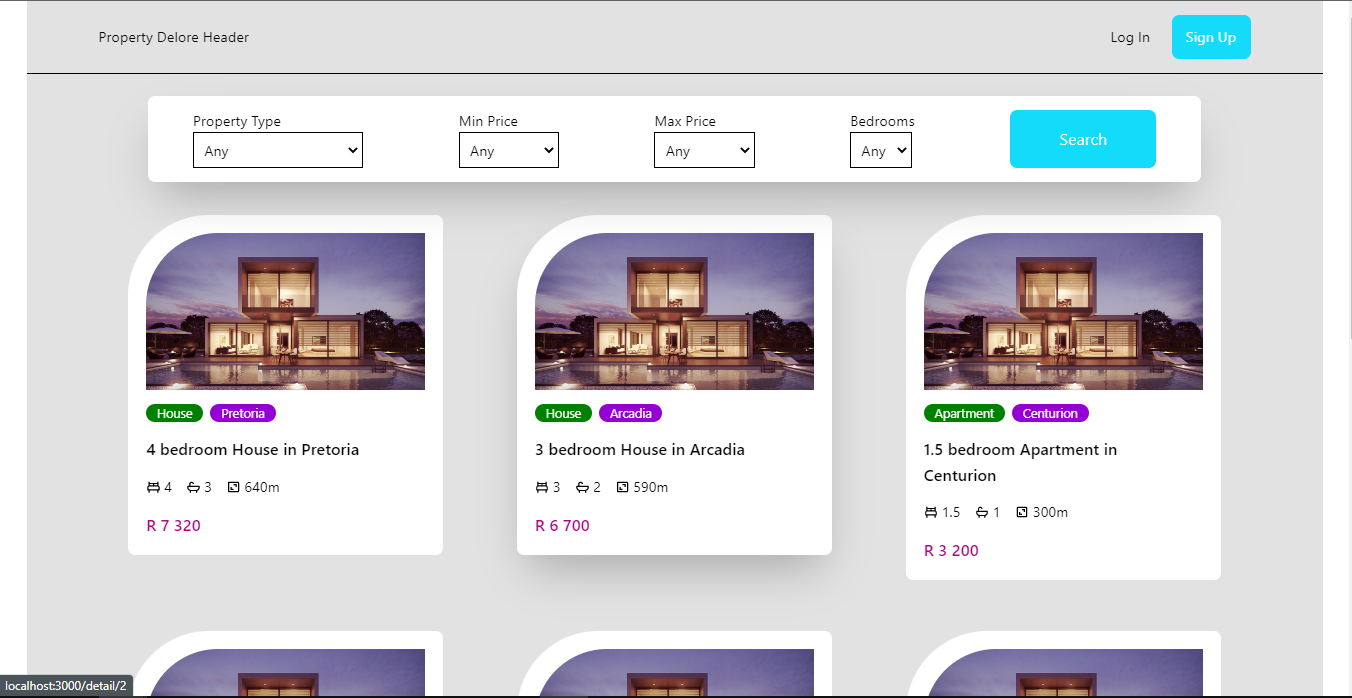 Property Delore Header
Log In
Sign Up
Property Type
Any
Min Price
Any
Max Price
Any
Bedrooms
Any
Search
House Pretoria
4 bedroom House in Pretoria
4 3 640m
R 7 320
House Arcadia
3 bedroom House in Arcadia
3 2 590m
R 6 700
Apartment Centurion
1.5 bedroom Apartment in
Centurion
1.5 1 300m
R 3 200
localhost:3000/detail/2